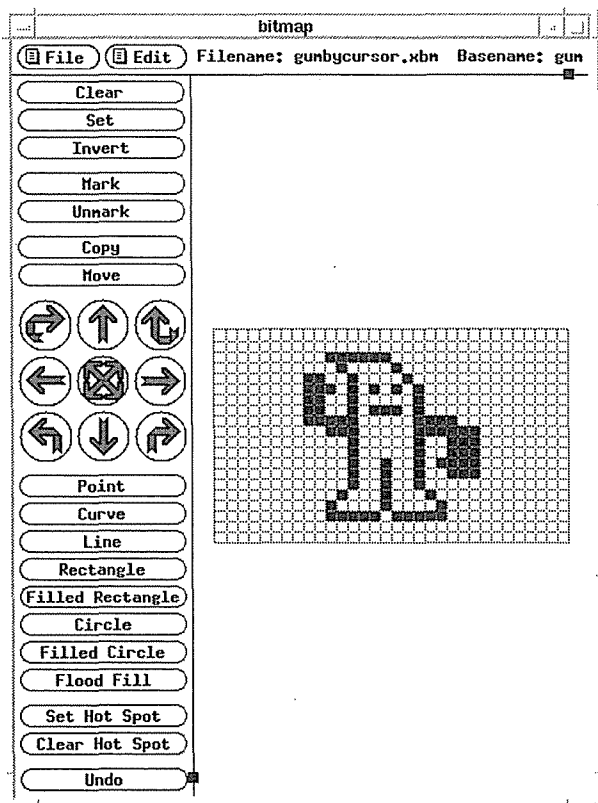 bitmap
File Edit Filename: gumbycursor.xbm Basename: gum
Clear
Set
Invert
Mark
Unmark
Copy
Move
Point
Curve
Line
Rectangle
Filled Rectangle
Circle
Filled Circle
Flood Fill
Set Hot Spot
Clear Hot Spot
Undo